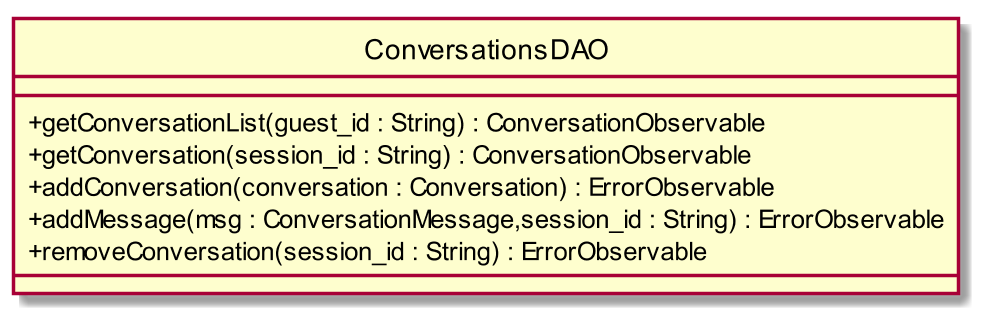 ConversationsDAO
+getConversationList(guest_id : String) : ConversationObservable
+getConversation(session_id : String) : ConversationObservable
+addConversation(conversation : Conversation) : ErrorObservable
+addMessage(msg : ConversationMessage,session_id : String) : ErrorObservable
+removeConversation(session_id : String) : ErrorObservable